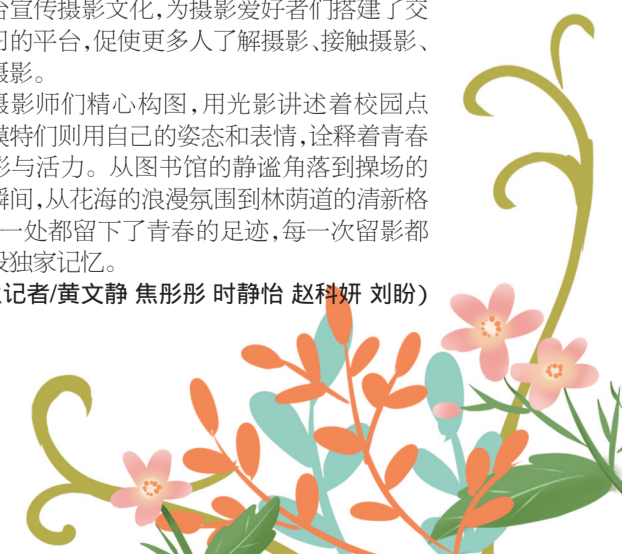 台宣传摄影文化,为摄影爱好者们搭建了交
习的平台,促使更多人了解摄影、接触摄影、
摄影。
摄影师们精心构图,用光影讲述着校园点
模特们则用自己的姿态和表情,诠释着青春
彩与活力。从图书馆的静谧角落到操场的
瞬间,从花海的浪漫氛围到林荫道的清新格
一处都留下了青春的足迹,每一次留影都
段独家记忆。
记者/黄文静 焦彤彤 时静怡 赵科妍 刘盼)